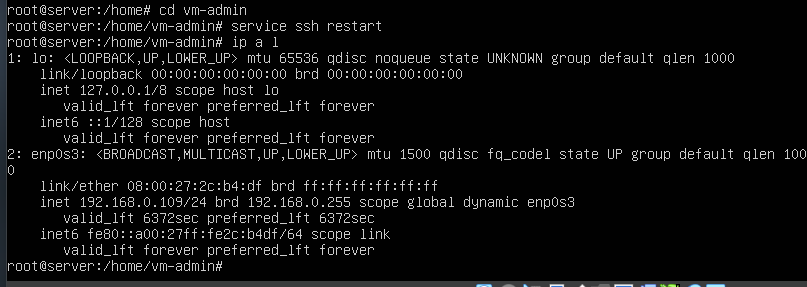 root@server:/home# cd vm-admin
root@server:/home/vm-admin# service ssh restart
root@server:/home/vm-admin# ip a l
1: lo: <LOOPBACK,UP,LOWER_UP> mtu 65536 qdisc noqueue state UNKNOWN group default qlen 1000
    link/loopback 00:00:00:00:00:00 brd 00:00:00:00:00:00
    inet 127.0.0.1/8 scope host lo
       valid_lft forever preferred_lft forever
    inet6 ::1/128 scope host
       valid_lft forever preferred_lft forever
2: enp0s3: <BROADCAST,MULTICAST,UP,LOWER_UP> mtu 1500 qdisc fq_codel state UP group default qlen 100
0
    link/ether 08:00:27:2c:b4:df brd ff:ff:ff:ff:ff:ff
    inet 192.168.0.109/24 brd 192.168.0.255 scope global dynamic enp0s3
       valid_lft 6372sec preferred_lft 6372sec
    inet6 fe80::a00:27ff:fe2c:b4df/64 scope link
       valid_lft forever preferred_lft forever
root@server:/home/vm-admin#